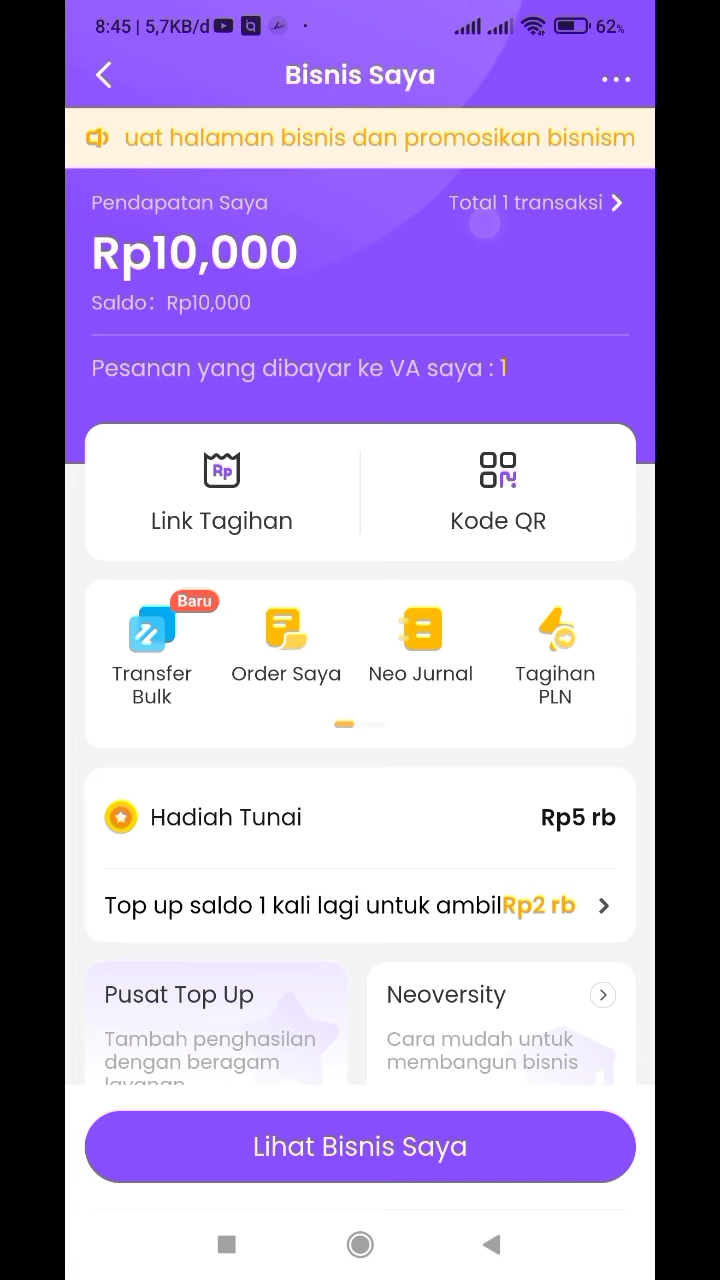 8:45 | 5,7KB/d
62%
Bisnis Saya
uat halaman bisnis dan promosikan bisnism
Pendapatan Saya
Total 1 transaksi
Rp10,000
Saldo: Rp10,000
Pesanan yang dibayar ke VA saya : 1
Rp
Link Tagihan
Kode QR
Baru
Transfer
Bulk
Order Saya
Neo Jurnal
Tagihan
PLN
Hadiah Tunai
Rp5 rb
Top up saldo 1 kali lagi untuk ambilRp2 rb
Pusat Top Up
Tambah penghasilan
dengan beragam
layanan
Neoversity
Cara mudah untuk
membangun bisnis
Lihat Bisnis Saya